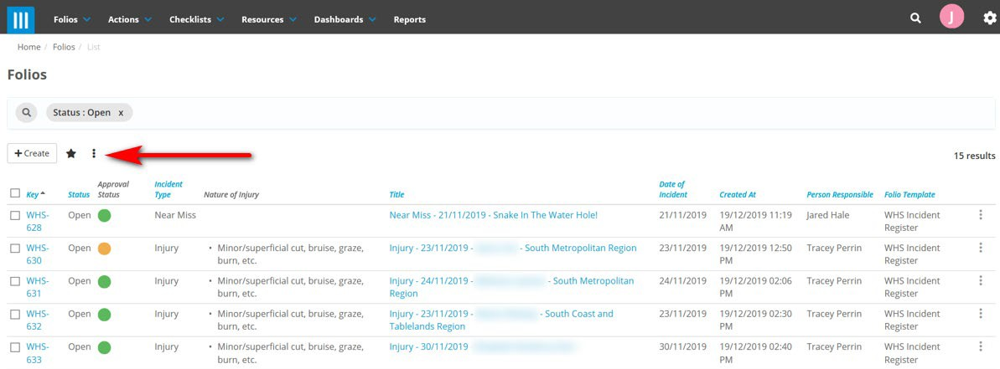 Folios Actions Checklists Resources Dashboards Reports J
Home / Folios / List
Folios
Status : Open x
+ Create
15 results
Key Status Approval Status Incident Type Nature of Injury Title Date of Incident Created At Person Responsible Folio Template
WHS-628 Open Near Miss Near Miss - 21/11/2019 - Snake In The Water Hole! 21/11/2019 19/12/2019 11:19 AM Jared Hale WHS Incident Register
WHS-630 Open Injury • Minor/superficial cut, bruise, graze, burn, etc. Injury - 23/11/2019 - - South Metropolitan Region 23/11/2019 19/12/2019 12:50 PM Tracey Perrin WHS Incident Register
WHS-631 Open Injury • Minor/superficial cut, bruise, graze, burn, etc. Injury - 24/11/2019 - - South Metropolitan Region 24/11/2019 19/12/2019 02:06 PM Tracey Perrin WHS Incident Register
WHS-632 Open Injury • Minor/superficial cut, bruise, graze, burn, etc. Injury - 23/11/2019 - - South Coast and Tablelands Region 23/11/2019 19/12/2019 02:30 PM Tracey Perrin WHS Incident Register
WHS-633 Open Injury • Minor/superficial cut, bruise, graze, burn, etc. Injury - 30/11/2019 30/11/2019 19/12/2019 02:40 PM Tracey Perrin WHS Incident Register